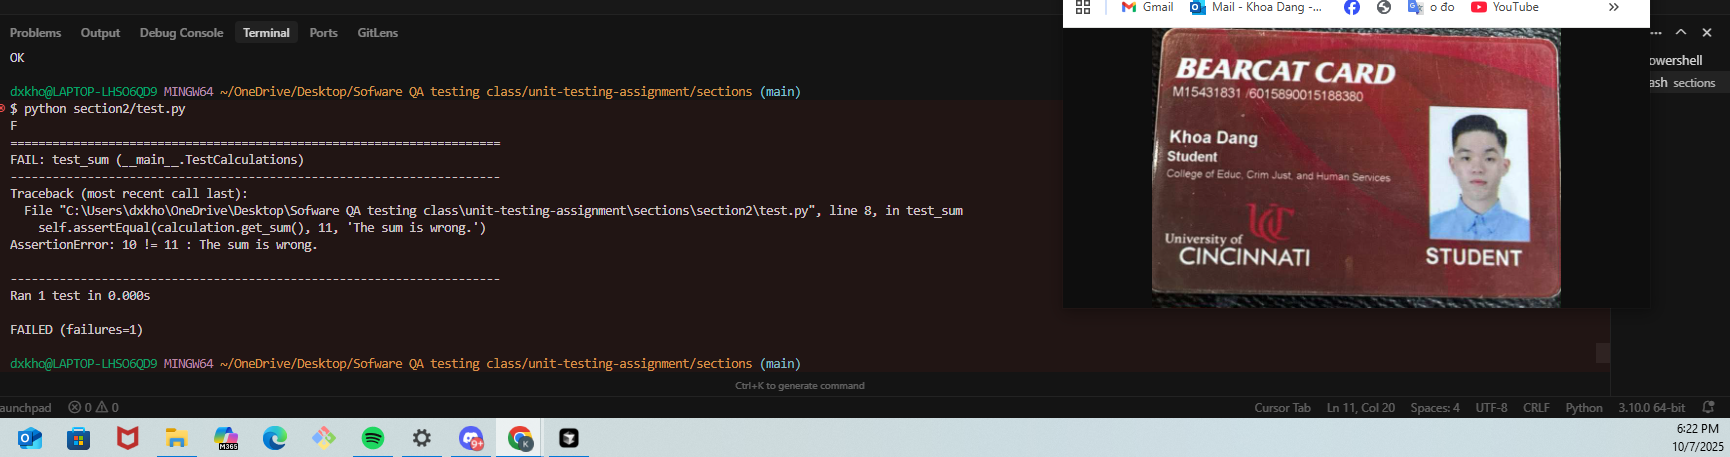 Problems Output Debug Console Terminal Ports GitLens
OK
dxkho@LAPTOP-LHSO6QD9 MINGW64 ~/OneDrive/Desktop/Sofware QA testing class/unit-testing-assignment/sections (main)
$ python section2/test.py
F
======================================================================
FAIL: test_sum (__main__.TestCalculations)
----------------------------------------------------------------------
Traceback (most recent call last):
File "C:\Users\dxkho\OneDrive\Desktop\Sofware QA testing class\unit-testing-assignment\sections\section2\test.py", line 8, in test_sum
self.assertEqual(calculation.get_sum(), 11, 'The sum is wrong.')
AssertionError: 10 != 11 : The sum is wrong.
----------------------------------------------------------------------
Ran 1 test in 0.000s
FAILED (failures=1)
dxkho@LAPTOP-LHSO6QD9 MINGW64 ~/OneDrive/Desktop/Sofware QA testing class/unit-testing-assignment/sections (main)
Ctrl+K to generate command
Gmail Mail - Khoa Dang -... o đo YouTube »
BEARCAT CARD
M15431831 /6015890015188380
Khoa Dang
Student
College of Educ, Crim Just, and Human Services
UC
University of
CINCINNATI
STUDENT
owershell
ash sections
aunchpad 0 0 Cursor Tab Ln 11, Col 20 Spaces: 4 UTF-8 CRLF Python 3.10.0 64-bit
M365 9+ K
6:22 PM
10/7/2025